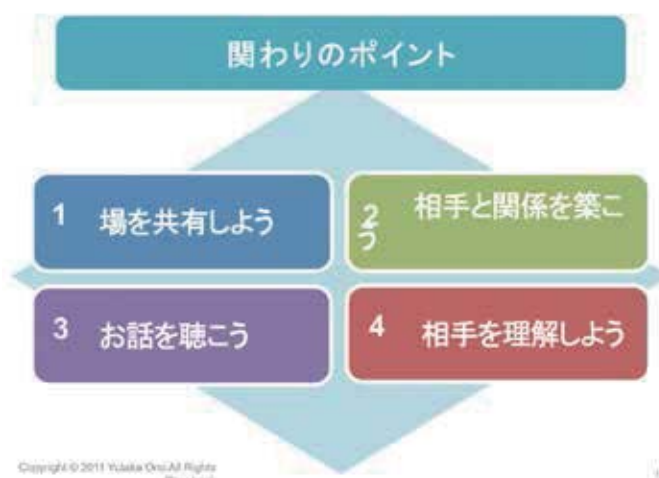 関わりのポイント
1 場を共有しよう
2 相手と関係を築こ
う
3 お話を聴こう
4 相手を理解しよう
Copyright © 2011 Yutaka Ono All Rights